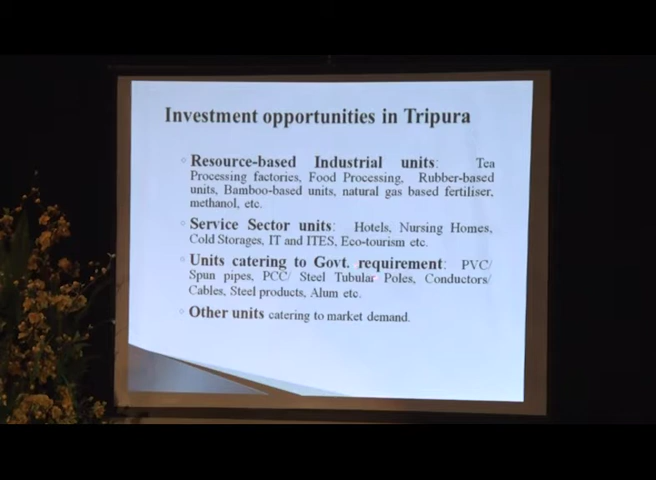 Investment opportunities in Tripura
Resource-based Industrial units: Tea
Processing factories, Food Processing, Rubber-based
units, Bamboo-based units, natural gas based fertiliser,
methanol, etc.
Service Sector units: Hotels, Nursing Homes,
Cold Storages, IT and ITES, Eco-tourism etc.
Units catering to Govt. requirement: PVC/
Spun pipes, PCC/ Steel Tubular Poles, Conductors/
Cables, Steel products, Alum etc.
Other units catering to market demand.